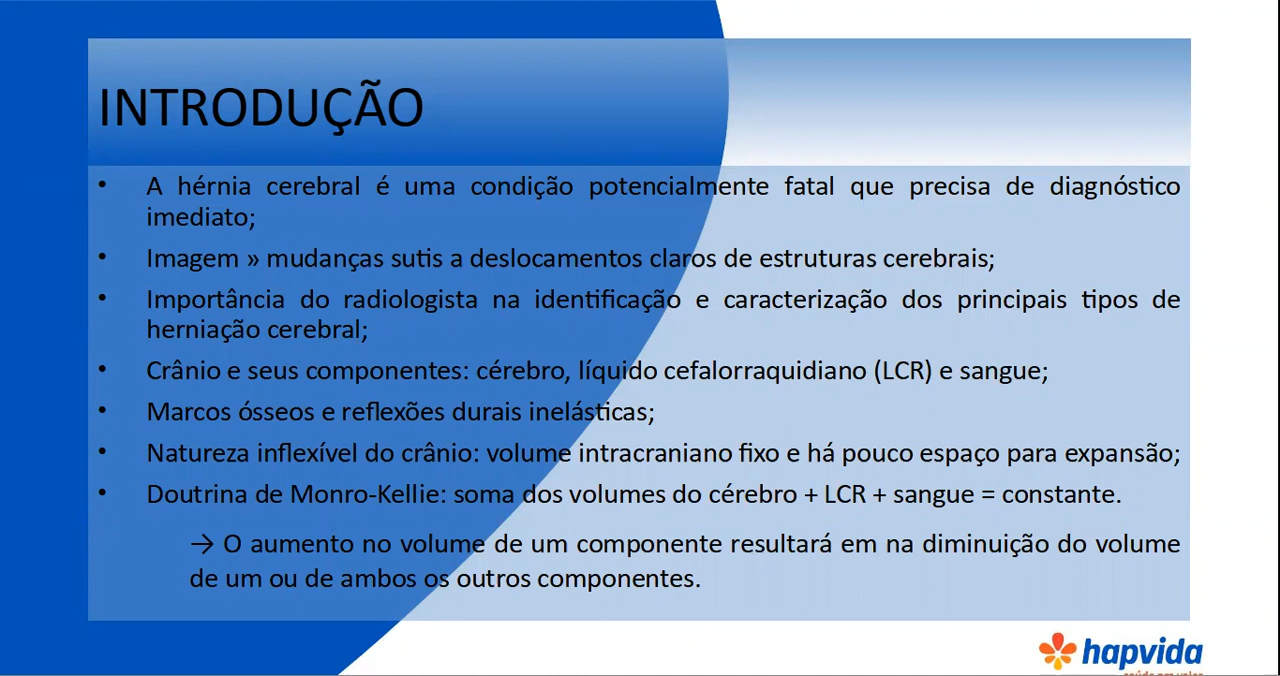 INTRODUÇÃO
• A hérnia cerebral é uma condição potencialmente fatal que precisa de diagnóstico
imediato;
• Imagem » mudanças sutis a deslocamentos claros de estruturas cerebrais;
• Importância do radiologista na identificação e caracterização dos principais tipos de
herniação cerebral;
• Crânio e seus componentes: cérebro, líquido cefalorraquidiano (LCR) e sangue;
• Marcos ósseos e reflexões durais inelásticas;
• Natureza inflexível do crânio: volume intracraniano fixo e há pouco espaço para expansão;
• Doutrina de Monro-Kellie: soma dos volumes do cérebro + LCR + sangue = constante.
→ O aumento no volume de um componente resultará em na diminuição do volume
de um ou de ambos os outros componentes.
hapvida